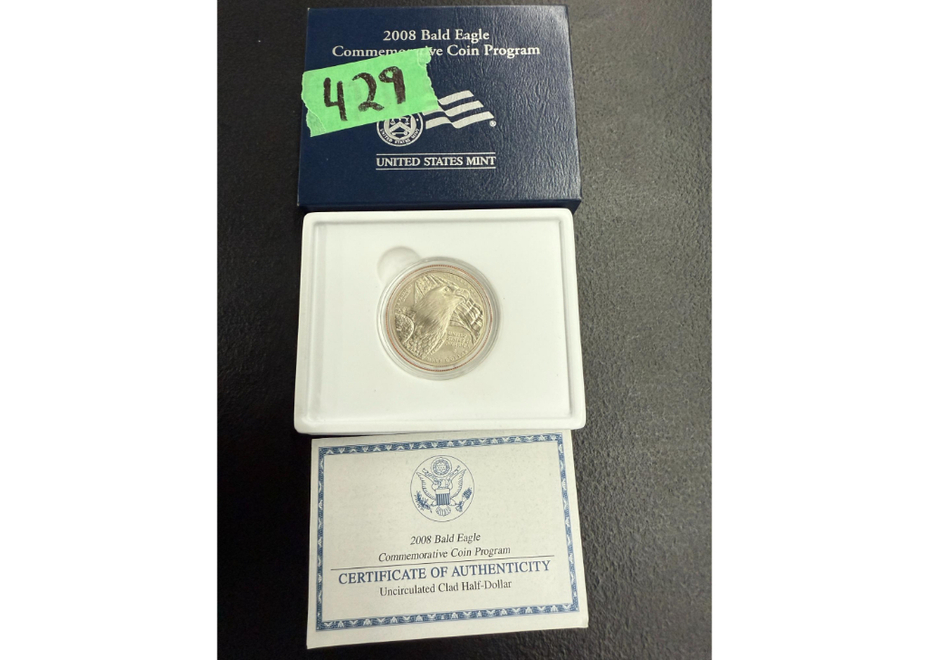 2008 Bald Eagle
Commemorative Coin Program
429
UNITED STATES MINT
2008 Bald Eagle
Commemorative Coin Program
CERTIFICATE OF AUTHENTICITY
Uncirculated Clad Half-Dollar